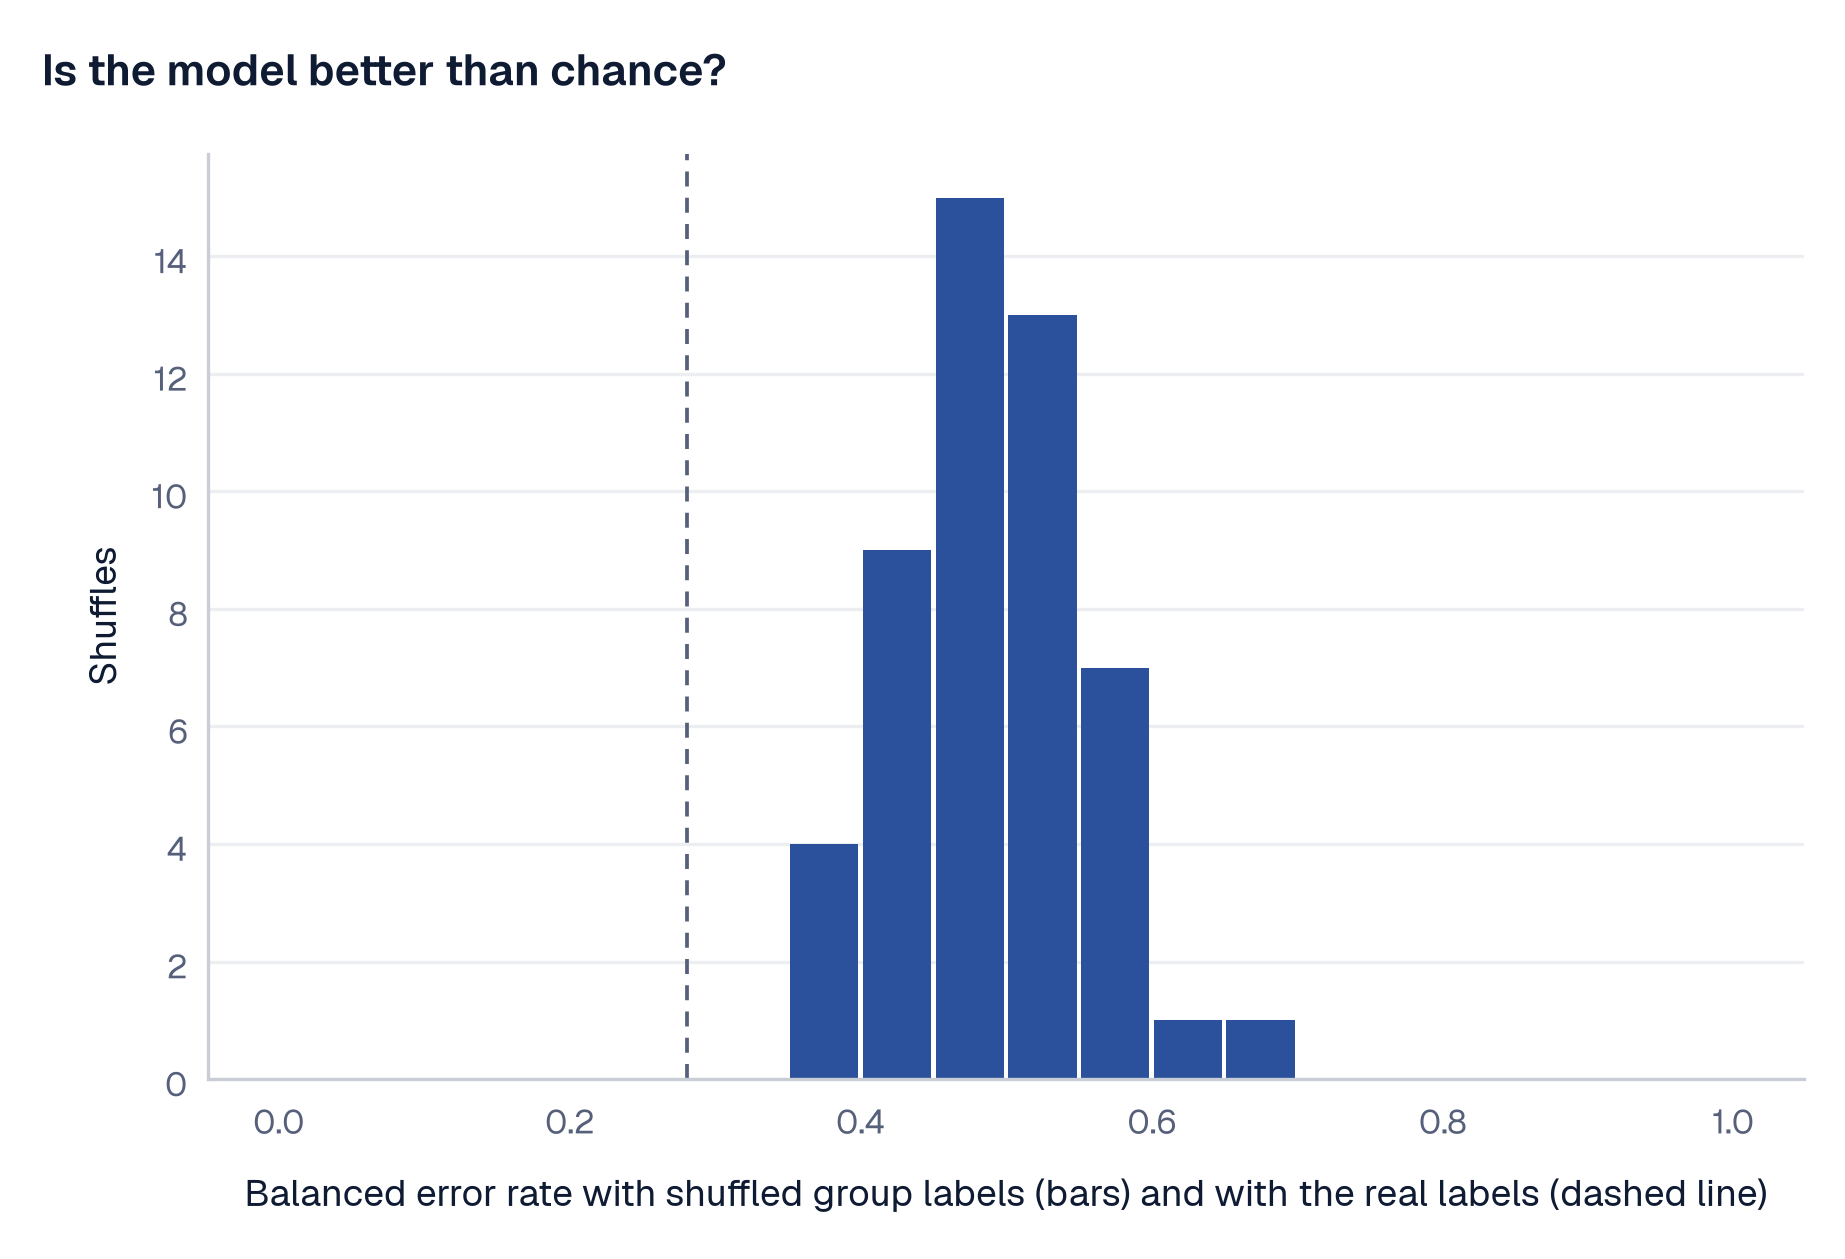 Is the model better than chance?
14
12
10
8
6
4
2
0
Shuffles
0.0 0.2 0.4 0.6 0.8 1.0
Balanced error rate with shuffled group labels (bars) and with the real labels (dashed line)